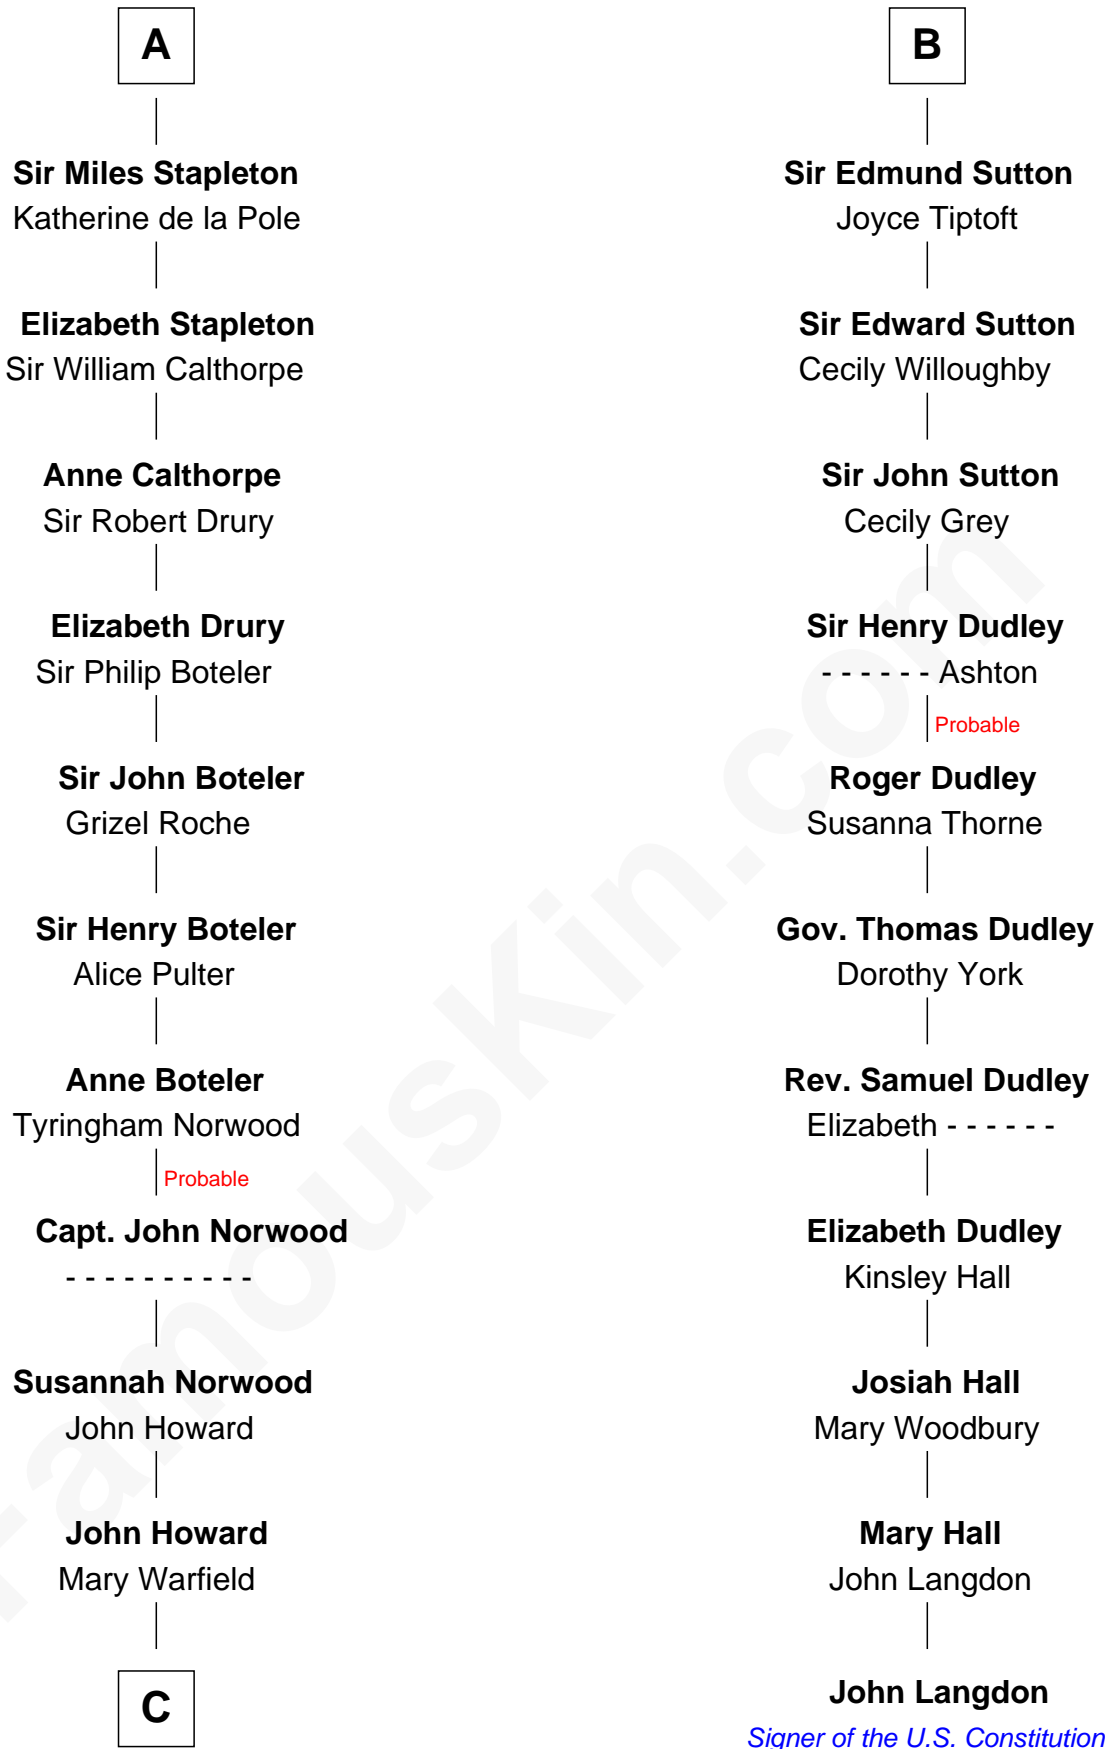 A
Sir Miles Stapleton
Katherine de la Pole
Elizabeth Stapleton
Sir William Calthorpe
Anne Calthorpe
Sir Robert Drury
Elizabeth Drury
Sir Philip Boteler
Sir John Boteler
Grizel Roche
Sir Henry Boteler
Alice Pulter
Anne Boteler
Tyringham Norwood
Probable
Capt. John Norwood
- - - - - - - - - -
Susannah Norwood
John Howard
John Howard
Mary Warfield
C
B
Sir Edmund Sutton
Joyce Tiptoft
Sir Edward Sutton
Cecily Willoughby
Sir John Sutton
Cecily Grey
Sir Henry Dudley
- - - - - - Ashton
Probable
Roger Dudley
Susanna Thorne
Gov. Thomas Dudley
Dorothy York
Rev. Samuel Dudley
Elizabeth - - - - - -
Elizabeth Dudley
Kinsley Hall
Josiah Hall
Mary Woodbury
Mary Hall
John Langdon
John Langdon
Signer of the U.S. Constitution
FamousKin.com